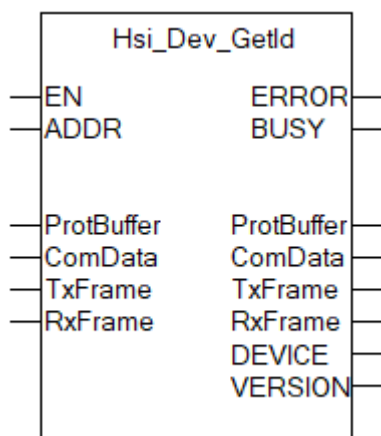 Hsi_Dev_GetId
EN ERROR
ADDR BUSY
ProtBuffer ProtBuffer
ComData ComData
TxFrame TxFrame
RxFrame RxFrame
DEVICE
VERSION